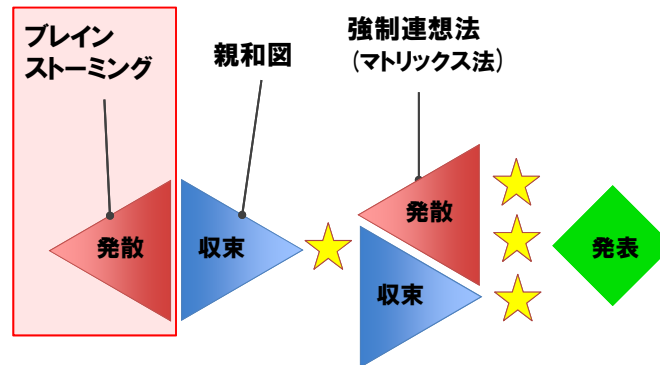 ブレイン
ストーミング
親和図
強制連想法
(マトリックス法)
発散
収束
発散
収束
発表